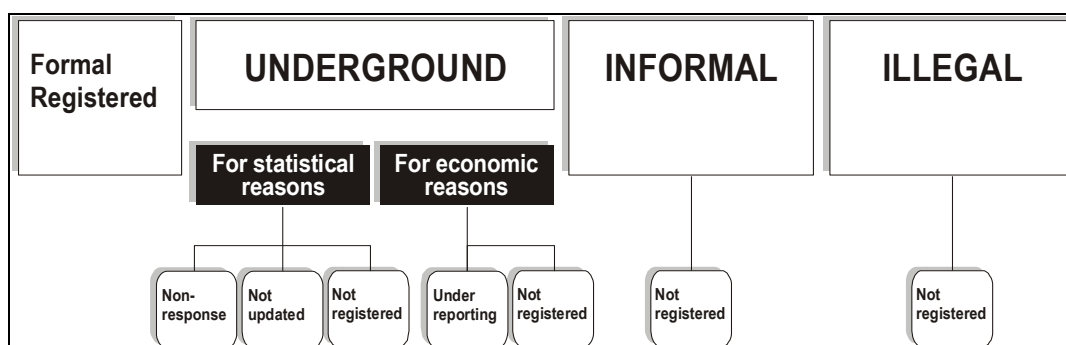 Formal
Registered
UNDERGROUND
INFORMAL
ILLEGAL
For statistical
reasons
For economic
reasons
Non-
response
Not
updated
Not
registered
Under
reporting
Not
registered
Not
registered
Not
registered